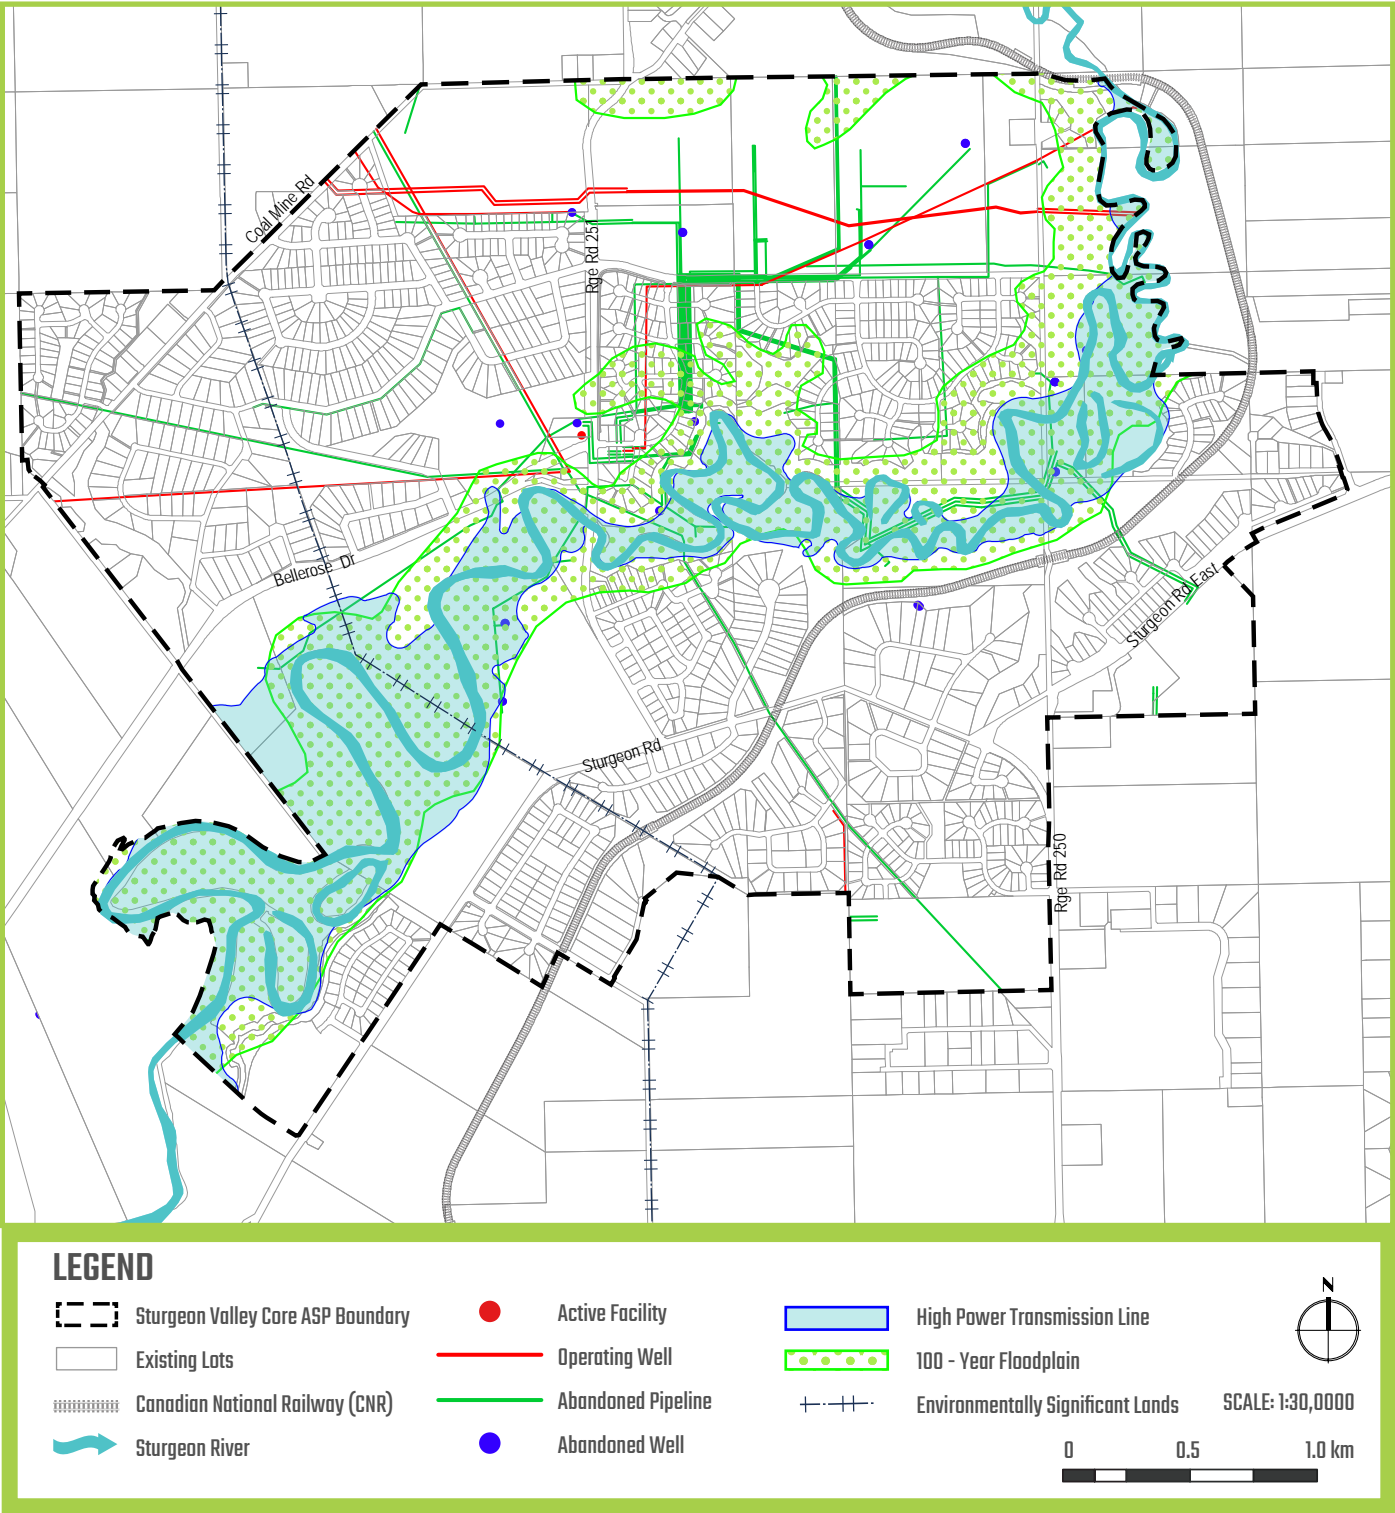 Coal Mine Rd
Rge Rd 251
Bellerose Dr
Sturgeon Rd East
Sturgeon Rd
Rge Rd 250
LEGEND
Sturgeon Valley Core ASP Boundary
Existing Lots
Canadian National Railway (CNR)
Sturgeon River
Active Facility
Operating Well
Abandoned Pipeline
Abandoned Well
High Power Transmission Line
100 - Year Floodplain
Environmentally Significant Lands
N
SCALE: 1:30,0000
0 0.5 1.0 km